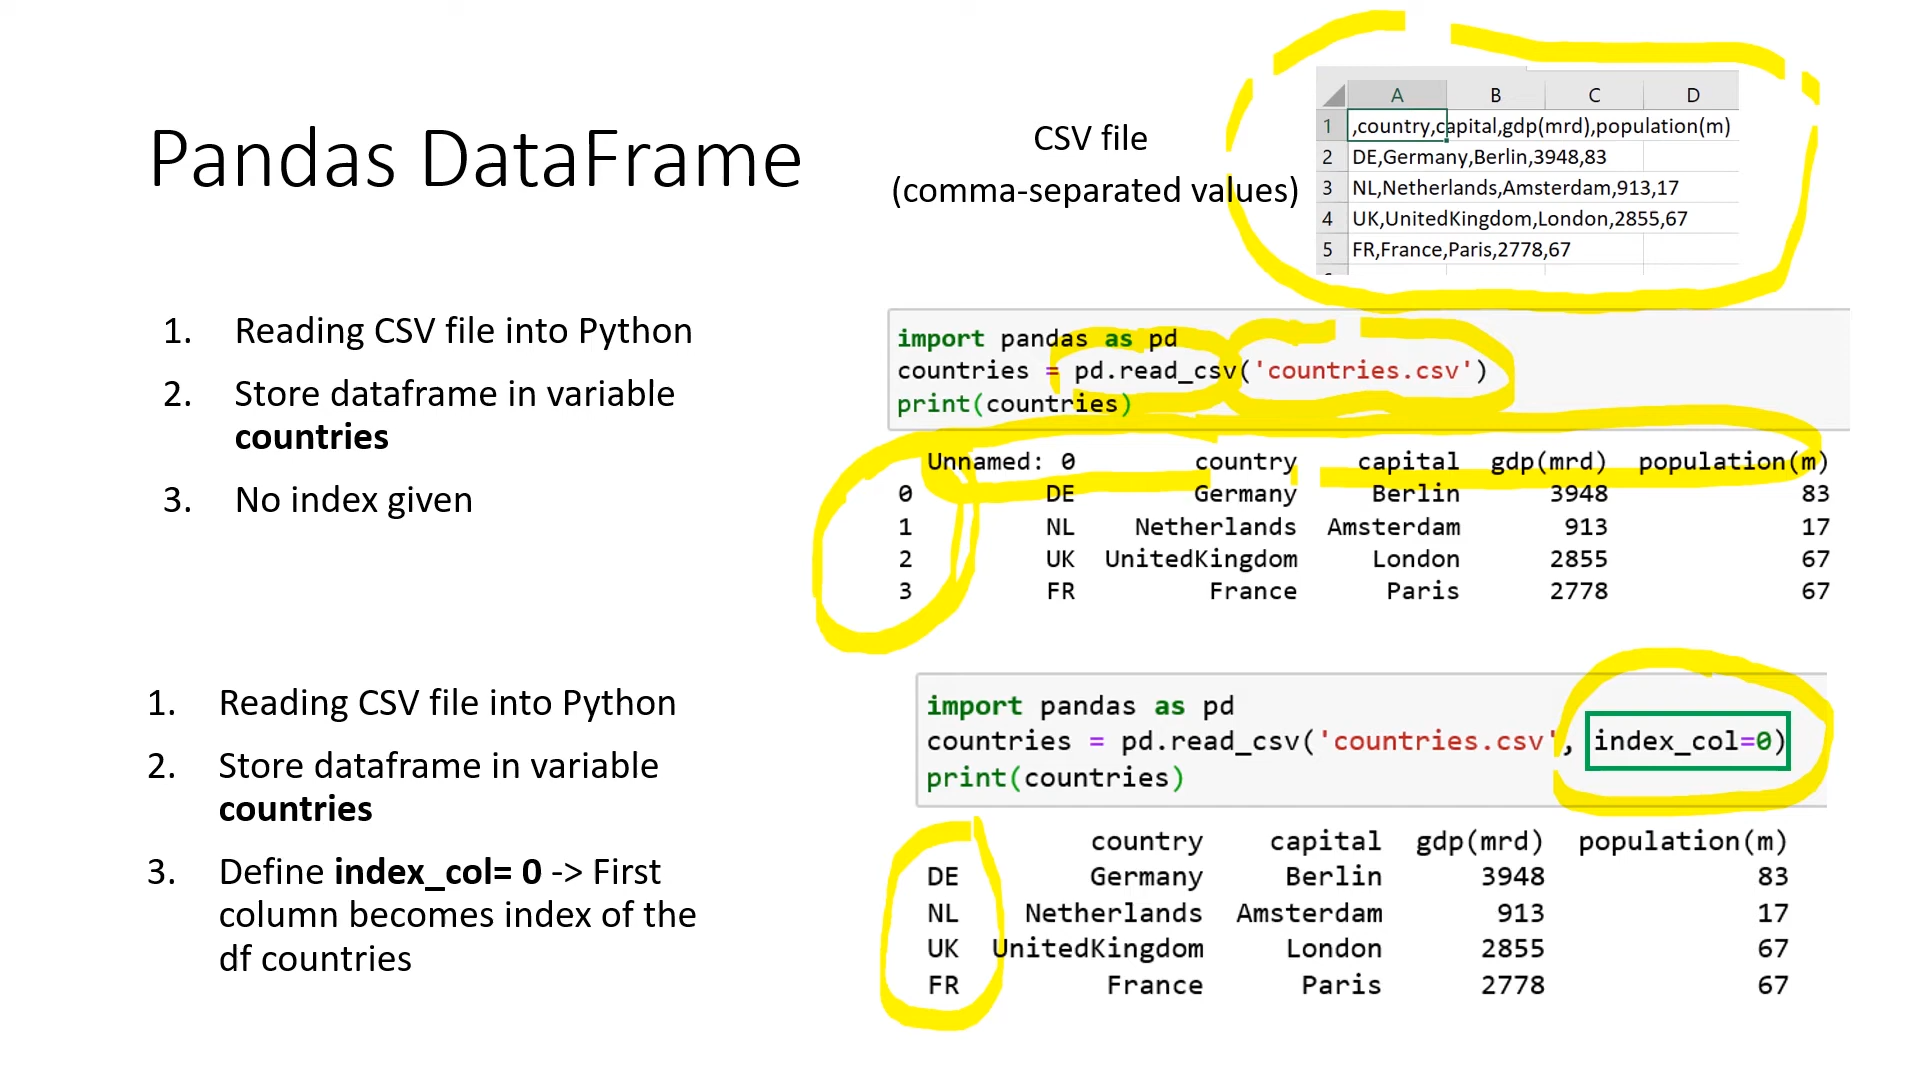 Pandas DataFrame
CSV file
(comma-separated values)
A B C D
1 ,country,capital,gdp(mrd),population(m)
2 DE,Germany,Berlin,3948,83
3 NL,Netherlands,Amsterdam,913,17
4 UK,UnitedKingdom,London,2855,67
5 FR,France,Paris,2778,67
1. Reading CSV file into Python
2. Store dataframe in variable
countries
3. No index given
import pandas as pd
countries = pd.read_csv('countries.csv')
print(countries)
Unnamed: 0 country capital gdp(mrd) population(m)
0 DE Germany Berlin 3948 83
1 NL Netherlands Amsterdam 913 17
2 UK UnitedKingdom London 2855 67
3 FR France Paris 2778 67
1. Reading CSV file into Python
2. Store dataframe in variable
countries
3. Define index_col= 0 -> First
column becomes index of the
df countries
import pandas as pd
countries = pd.read_csv('countries.csv', index_col=0)
print(countries)
country capital gdp(mrd) population(m)
DE Germany Berlin 3948 83
NL Netherlands Amsterdam 913 17
UK UnitedKingdom London 2855 67
FR France Paris 2778 67